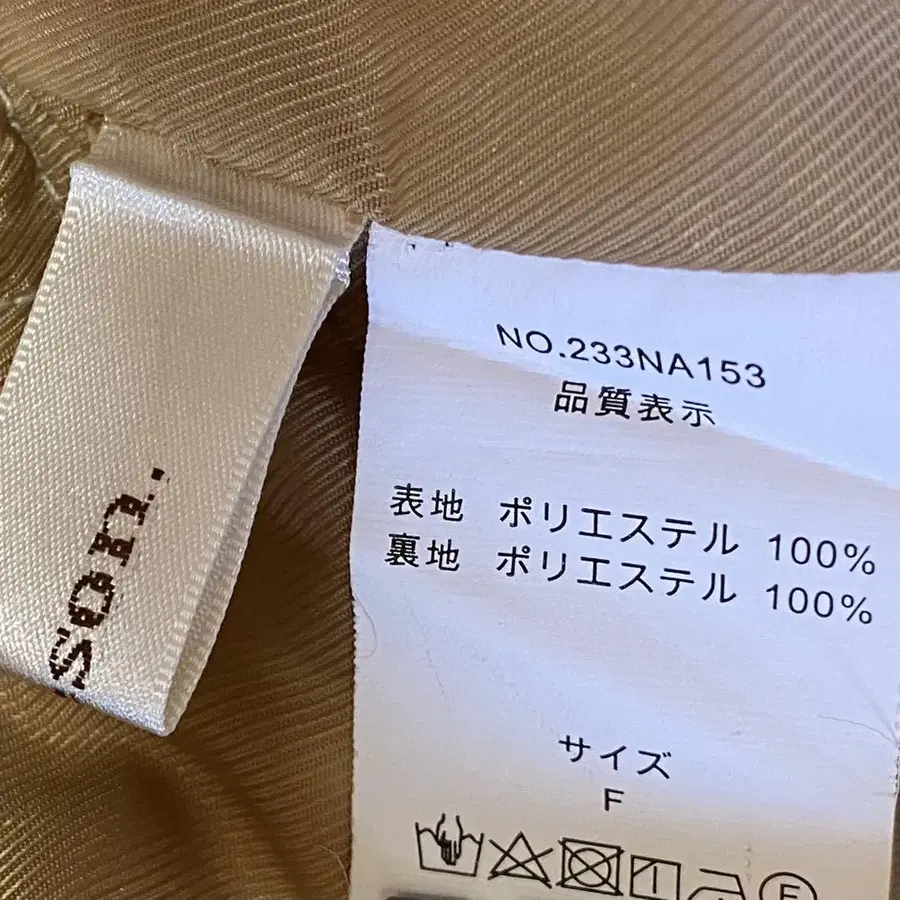 NO.233NA153
品質表示
表地 ポリエステル 100%
裏地 ポリエステル 100%
サイズ
F
F